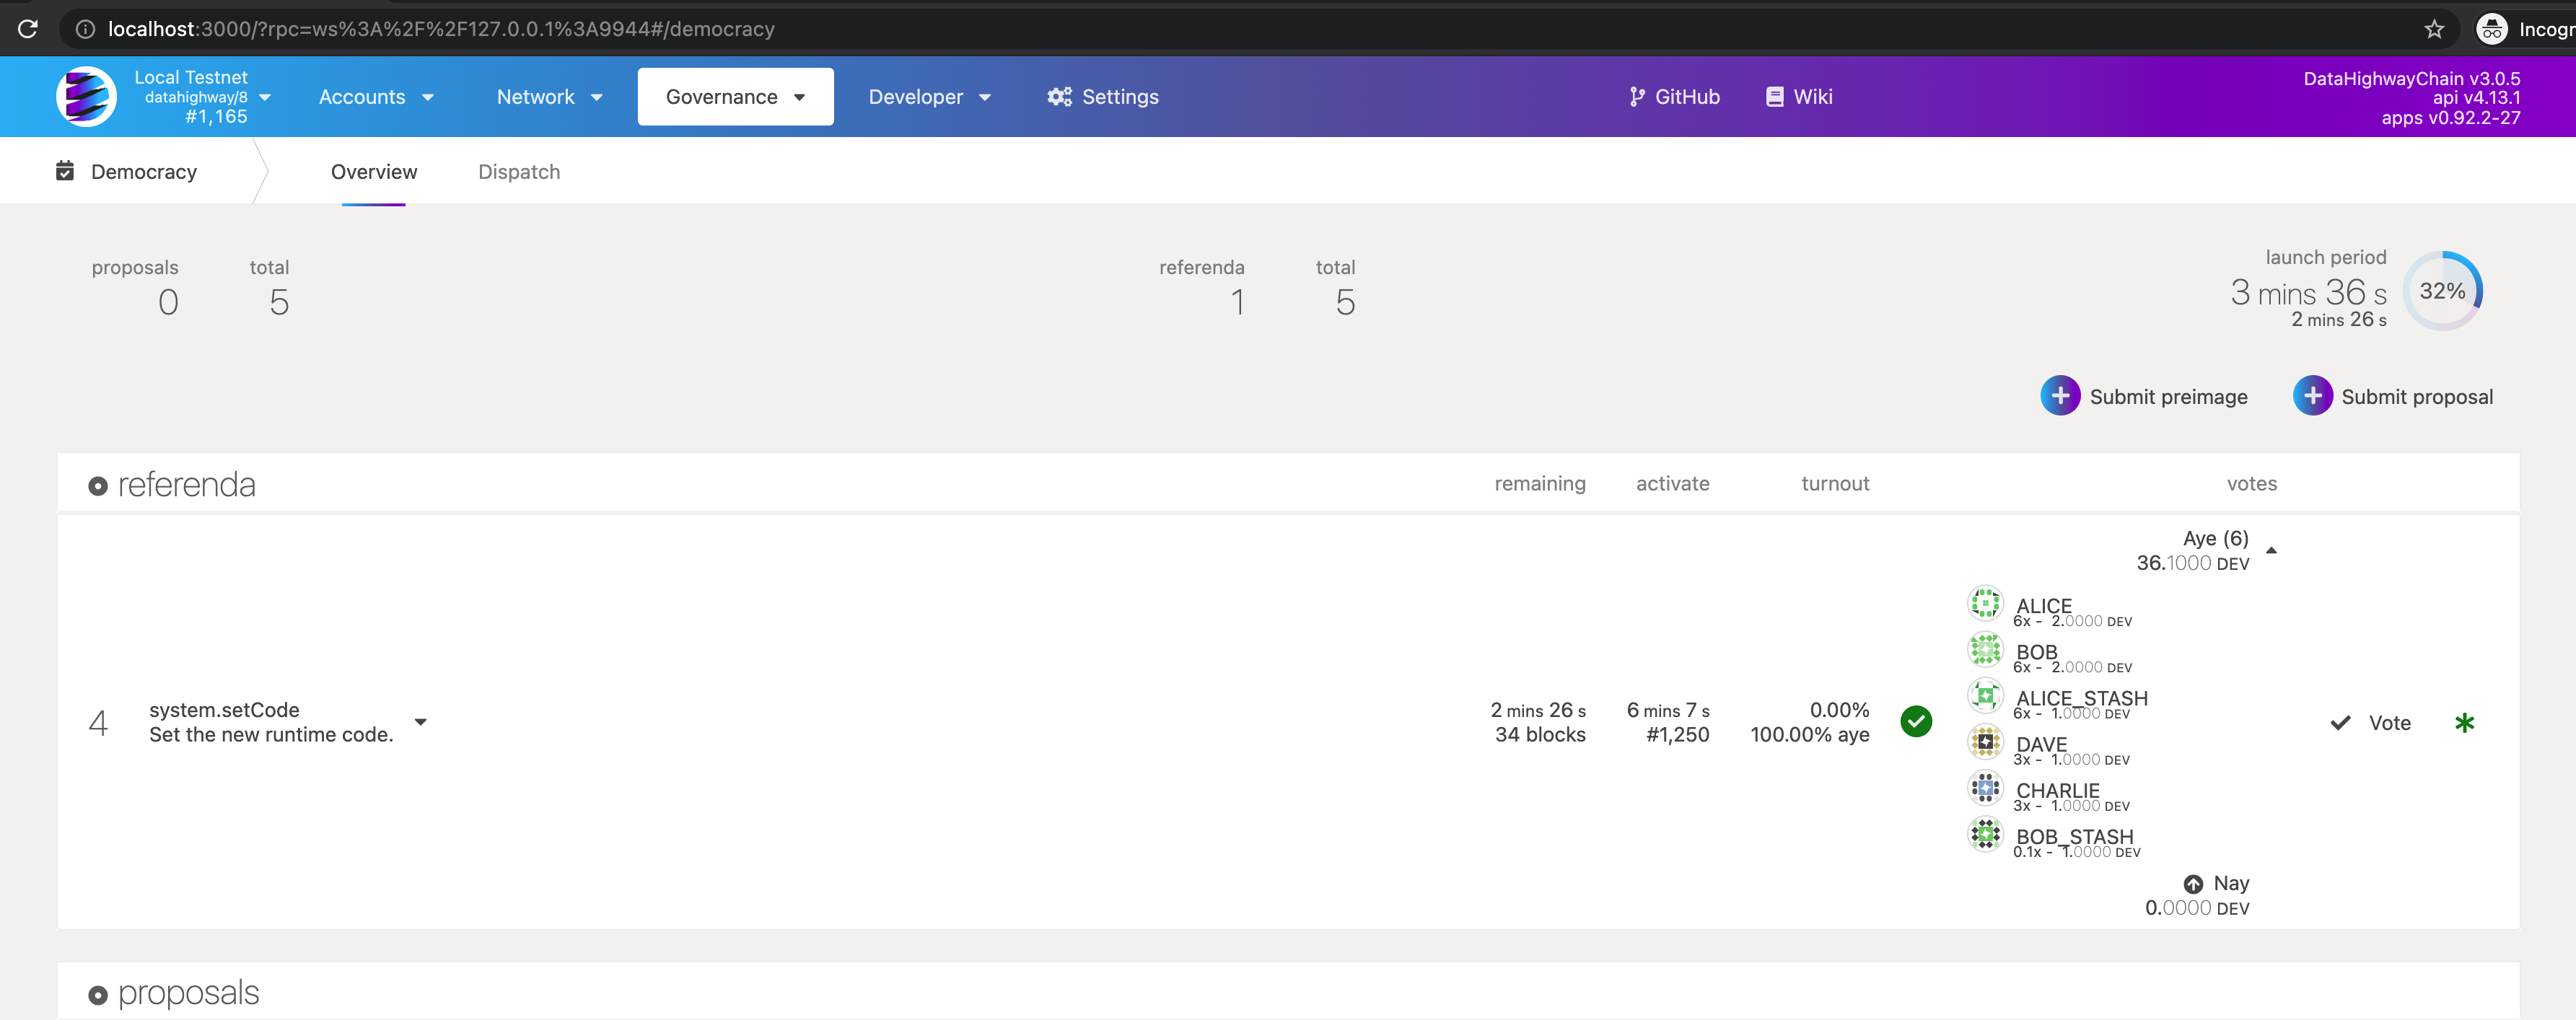 localhost:3000/?rpc=ws%3A%2F%2F127.0.0.1%3A9944#/democracy
Incogn
Local Testnet
datahighway/8
#1,165
Accounts
Network
Governance
Developer
Settings
GitHub
Wiki
DataHighwayChain v3.0.5
api v4.13.1
apps v0.92.2-27
Democracy
Overview
Dispatch
proposals
0
total
5
referenda
1
total
5
launch period
3 mins 36 s
2 mins 26 s
32%
Submit preimage
Submit proposal
referenda
remaining
activate
turnout
votes
4
system.setCode
Set the new runtime code.
2 mins 26 s
34 blocks
6 mins 7 s
#1,250
0.00%
100.00% aye
Aye (6)
36.1000 DEV
ALICE
6x - 2.0000 DEV
BOB
6x - 2.0000 DEV
ALICE_STASH
6x - 1.0000 DEV
DAVE
3x - 1.0000 DEV
CHARLIE
3x - 1.0000 DEV
BOB_STASH
0.1x - 1.0000 DEV
Nay
0.0000 DEV
Vote
proposals